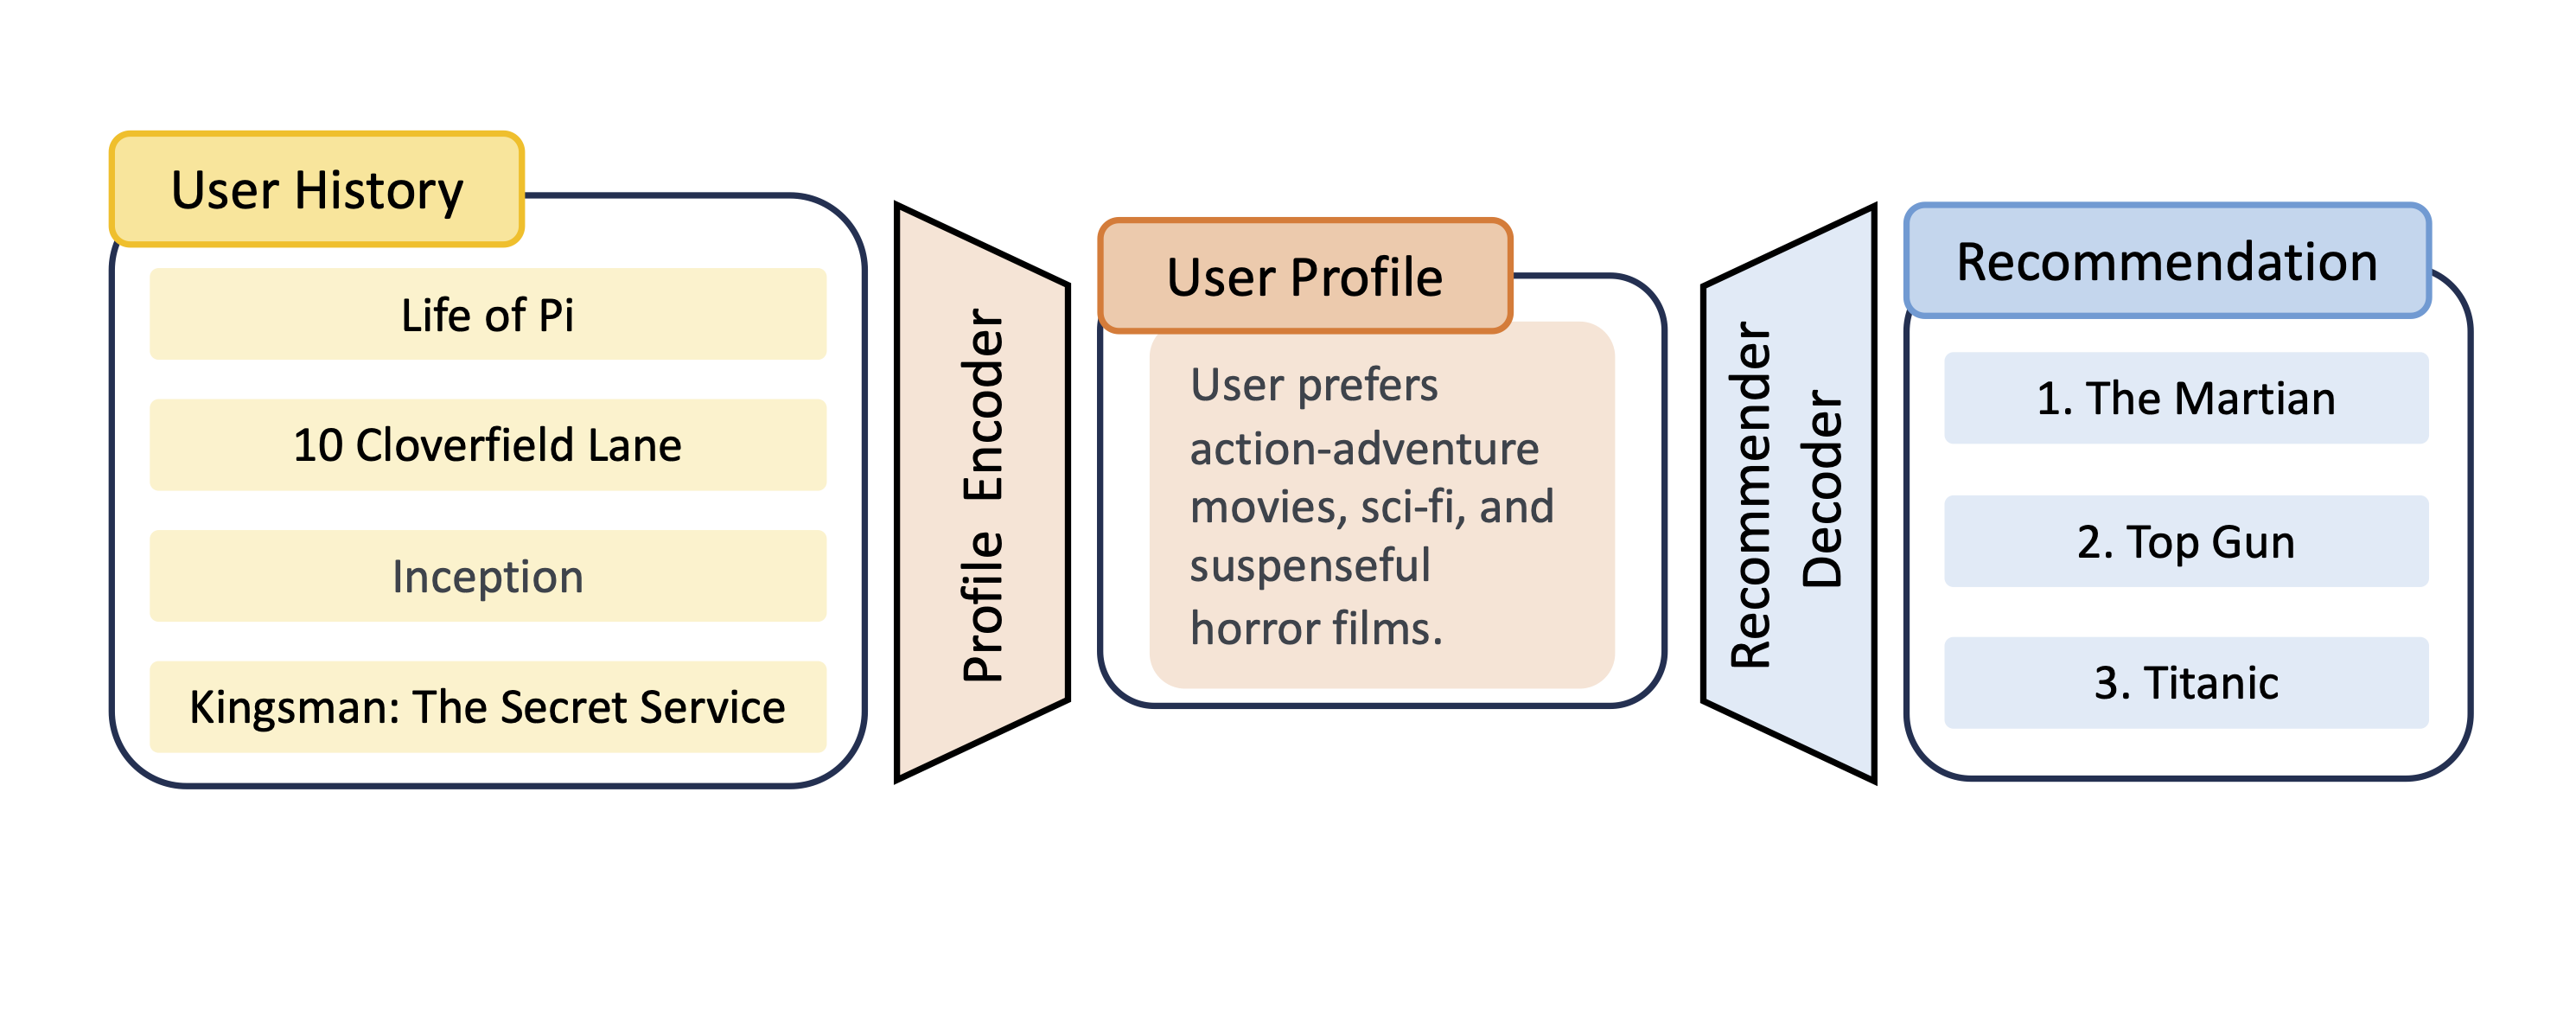 User History
Life of Pi
10 Cloverfield Lane
Inception
Kingsman: The Secret Service
Profile Encoder
User Profile
User prefers
action-adventure
movies, sci-fi, and
suspenseful
horror films.
Recommender
Decoder
Recommendation
1. The Martian
2. Top Gun
3. Titanic